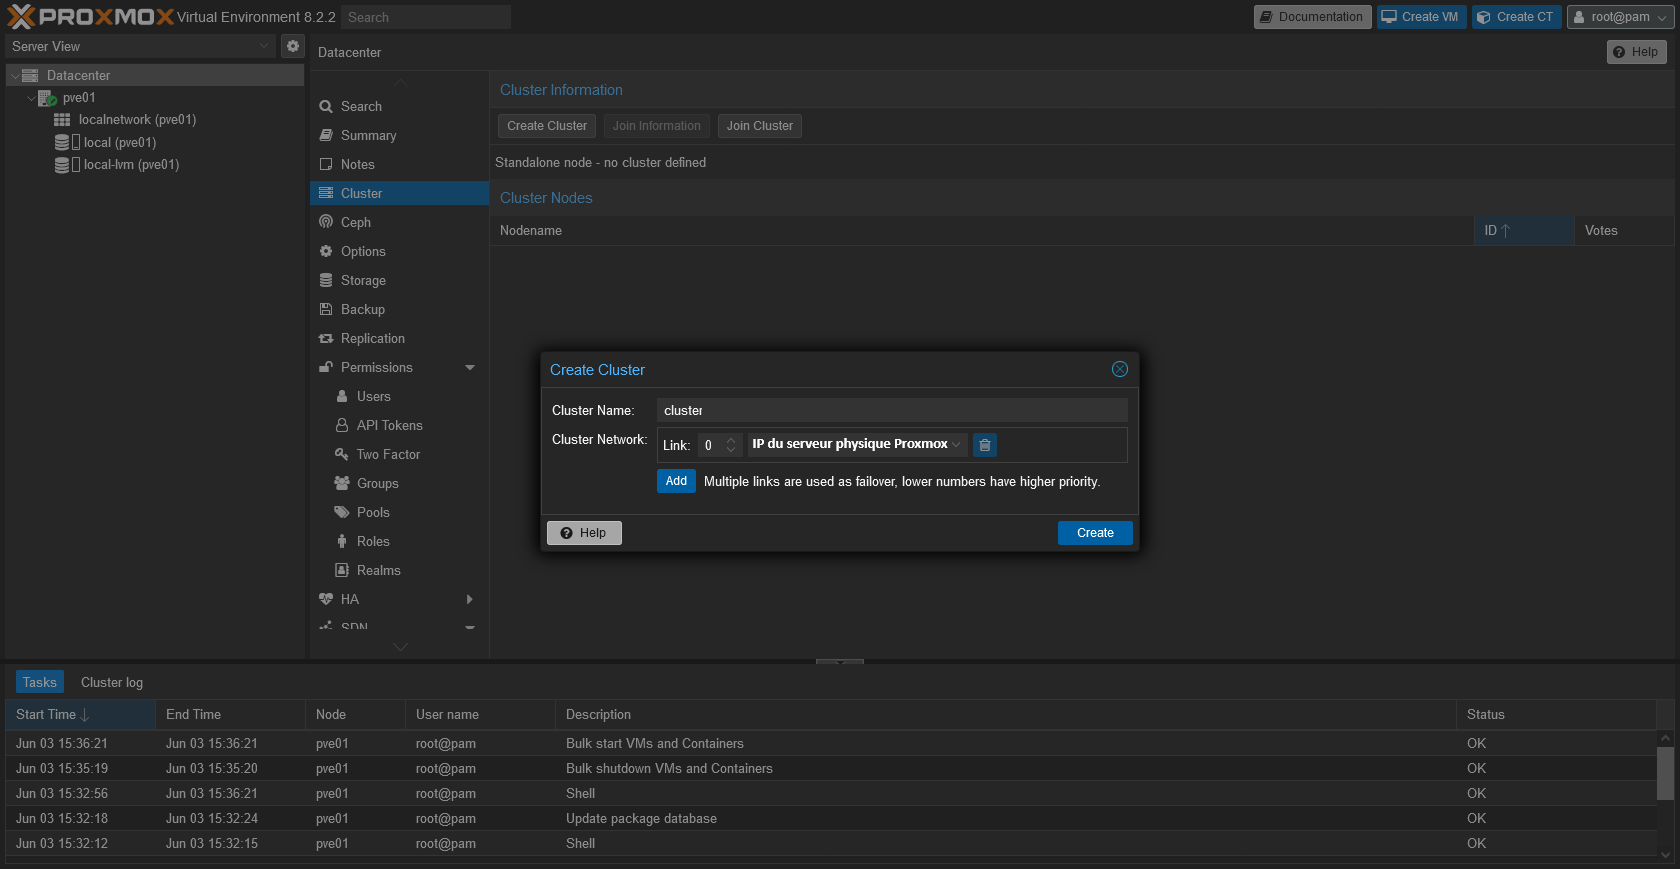 PROXMOX Virtual Environment 8.2.2 Search Documentation Create VM Create CT root@pam
Server View
Datacenter
pve01
localnetwork (pve01)
local (pve01)
local-lvm (pve01)
Datacenter Help
Search
Summary
Notes
Cluster
Ceph
Options
Storage
Backup
Replication
Permissions
Users
API Tokens
Two Factor
Groups
Pools
Roles
Realms
HA
SDN
Cluster Information
Create Cluster Join Information Join Cluster
Standalone node - no cluster defined
Cluster Nodes
Nodename ID Votes
Create Cluster
Cluster Name: cluster
Cluster Network: Link: 0 IP du serveur physique Proxmox
Add Multiple links are used as failover, lower numbers have higher priority.
Help Create
Tasks Cluster log
Start Time End Time Node User name Description Status
Jun 03 15:36:21 Jun 03 15:36:21 pve01 root@pam Bulk start VMs and Containers OK
Jun 03 15:35:19 Jun 03 15:35:20 pve01 root@pam Bulk shutdown VMs and Containers OK
Jun 03 15:32:56 Jun 03 15:36:21 pve01 root@pam Shell OK
Jun 03 15:32:18 Jun 03 15:32:24 pve01 root@pam Update package database OK
Jun 03 15:32:12 Jun 03 15:32:15 pve01 root@pam Shell OK